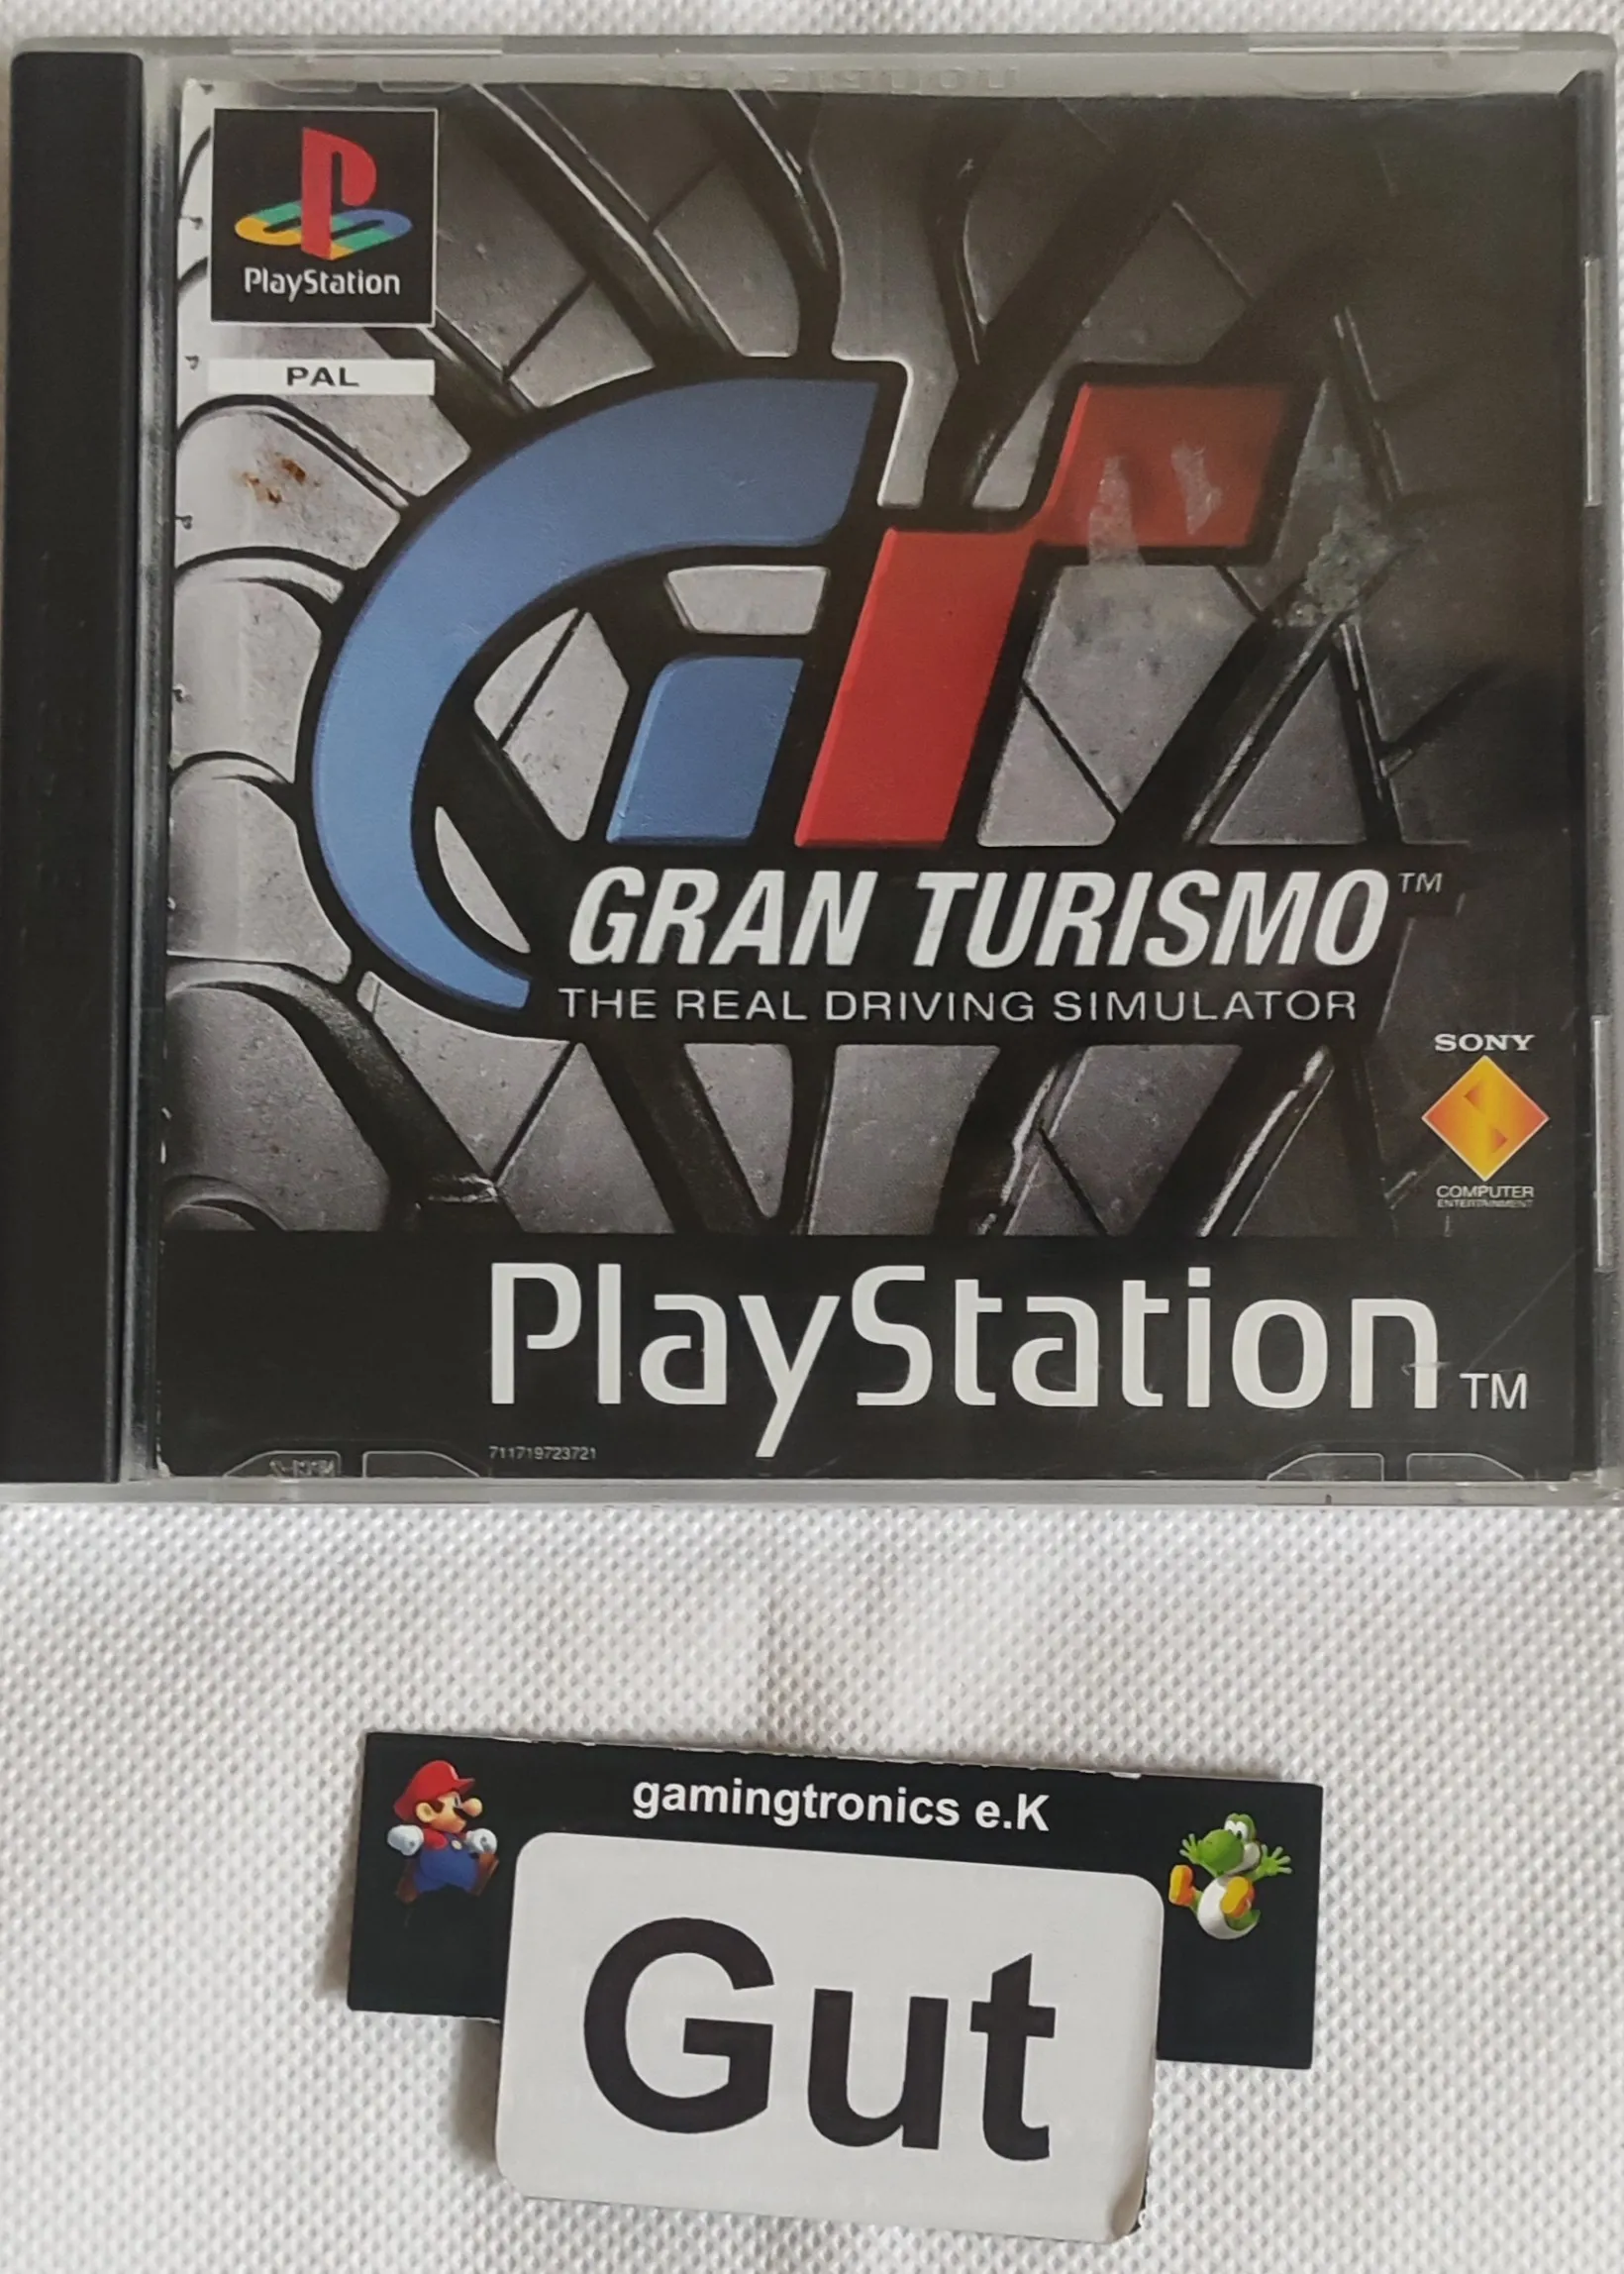 PlayStation
PAL
GRAN TURISMO™
THE REAL DRIVING SIMULATOR
SONY
COMPUTER
ENTERTAINMENT
PlayStation™
711719723721
gamingtronics e.K
Gut